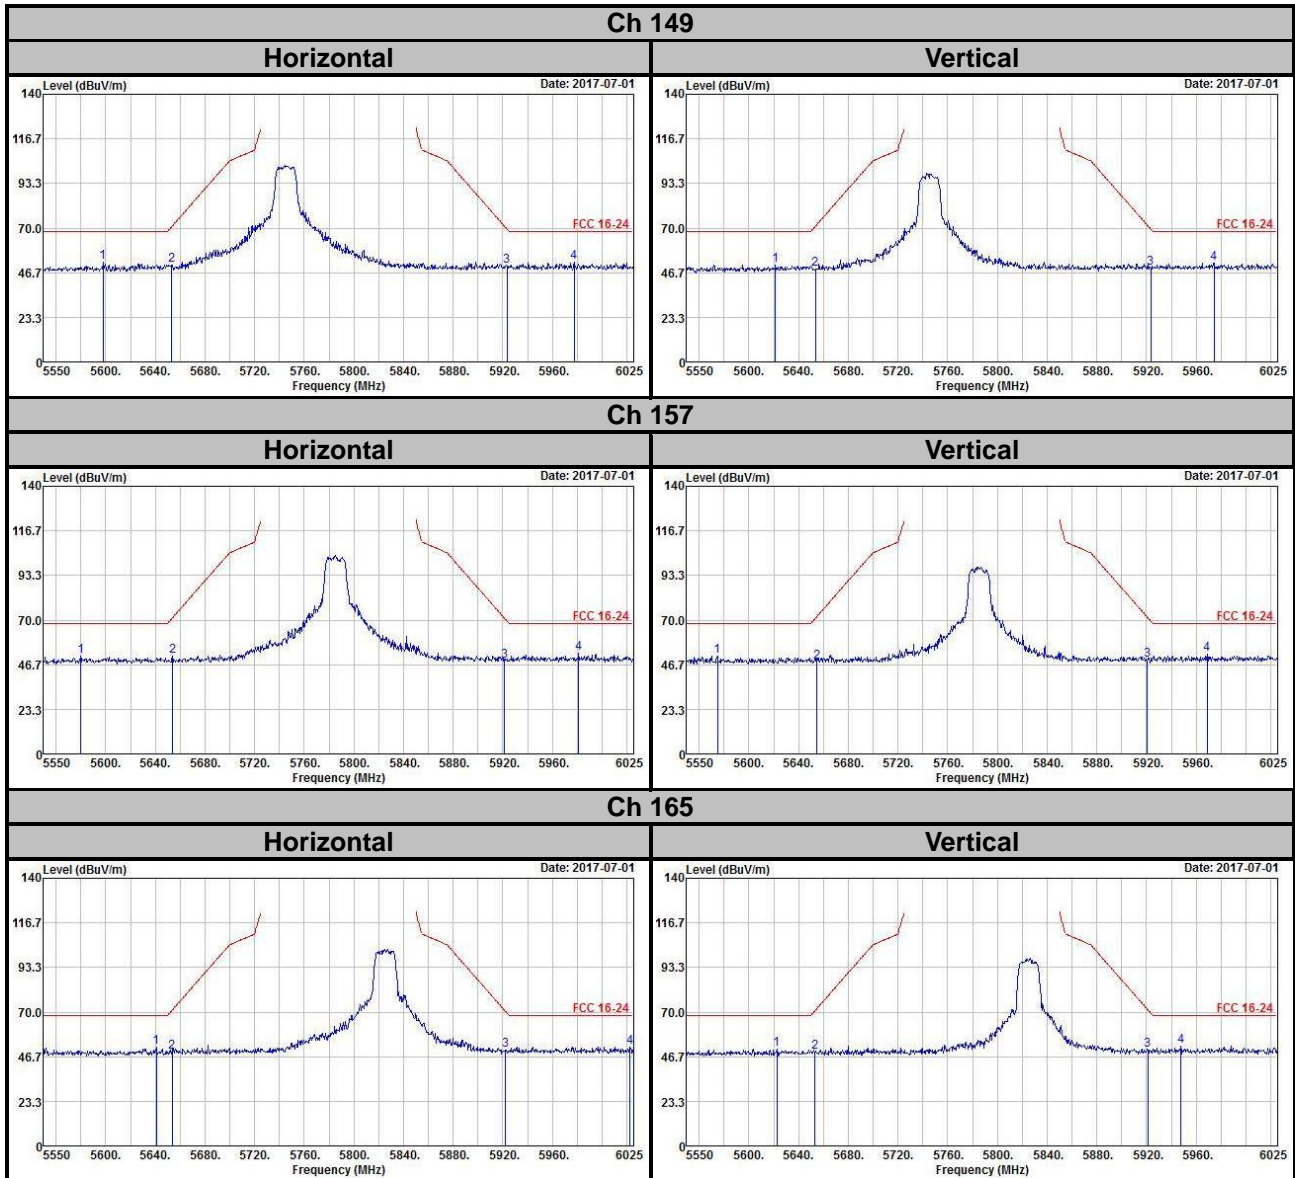 Ch 149
Horizontal Vertical
Level (dBuV/m) Date: 2017-07-01 Level (dBuV/m) Date: 2017-07-01
140 140
116.7 116.7
93.3 93.3
70.0 FCC 16-24 70.0 FCC 16-24
1 2 3 4 1 2 3 4
46.7 46.7
23.3 23.3
0 0
5550 5600. 5640. 5680. 5720. 5760. 5800. 5840. 5880. 5920. 5960. 6025 5550 5600. 5640. 5680. 5720. 5760. 5800. 5840. 5880. 5920. 5960. 6025
Frequency (MHz) Frequency (MHz)
Ch 157
Horizontal Vertical
Level (dBuV/m) Date: 2017-07-01 Level (dBuV/m) Date: 2017-07-01
140 140
116.7 116.7
93.3 93.3
70.0 FCC 16-24 70.0 FCC 16-24
1 2 3 4 1 2 3 4
46.7 46.7
23.3 23.3
0 0
5550 5600. 5640. 5680. 5720. 5760. 5800. 5840. 5880. 5920. 5960. 6025 5550 5600. 5640. 5680. 5720. 5760. 5800. 5840. 5880. 5920. 5960. 6025
Frequency (MHz) Frequency (MHz)
Ch 165
Horizontal Vertical
Level (dBuV/m) Date: 2017-07-01 Level (dBuV/m) Date: 2017-07-01
140 140
116.7 116.7
93.3 93.3
70.0 FCC 16-24 70.0 FCC 16-24
1 2 3 4 1 2 3 4
46.7 46.7
23.3 23.3
0 0
5550 5600. 5640. 5680. 5720. 5760. 5800. 5840. 5880. 5920. 5960. 6025 5550 5600. 5640. 5680. 5720. 5760. 5800. 5840. 5880. 5920. 5960. 6025
Frequency (MHz) Frequency (MHz)